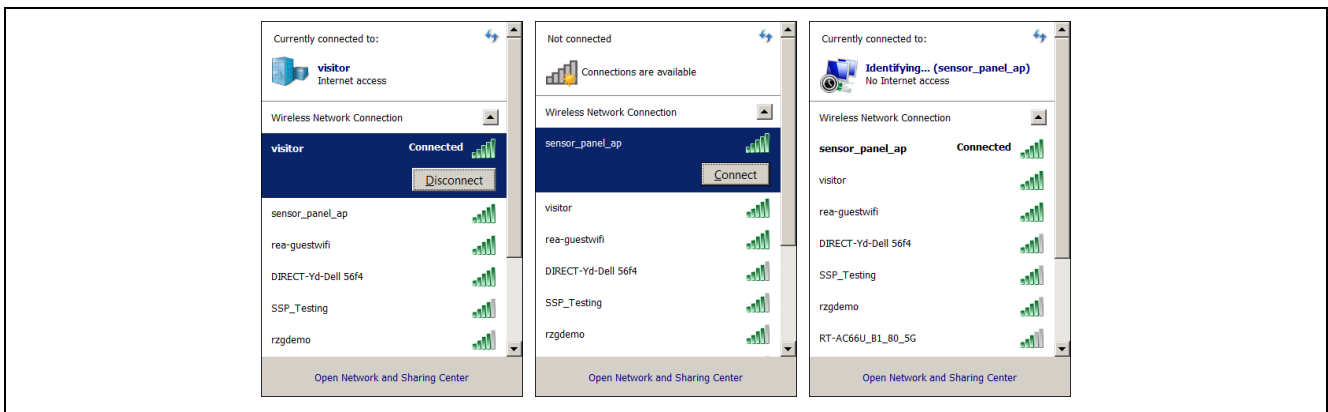 Currently connected to:
visitor
Internet access
Wireless Network Connection
visitor Connected
Disconnect
sensor_panel_ap
rea-guestwifi
DIRECT-Yd-Dell 56f4
SSP_Testing
rzgdemo
Open Network and Sharing Center
Not connected
Connections are available
Wireless Network Connection
sensor_panel_ap
Connect
visitor
rea-guestwifi
DIRECT-Yd-Dell 56f4
SSP_Testing
rzgdemo
Open Network and Sharing Center
Currently connected to:
Identifying... (sensor_panel_ap)
No Internet access
Wireless Network Connection
sensor_panel_ap Connected
visitor
rea-guestwifi
DIRECT-Yd-Dell 56f4
SSP_Testing
rzgdemo
RT-AC66U_B1_80_5G
Open Network and Sharing Center